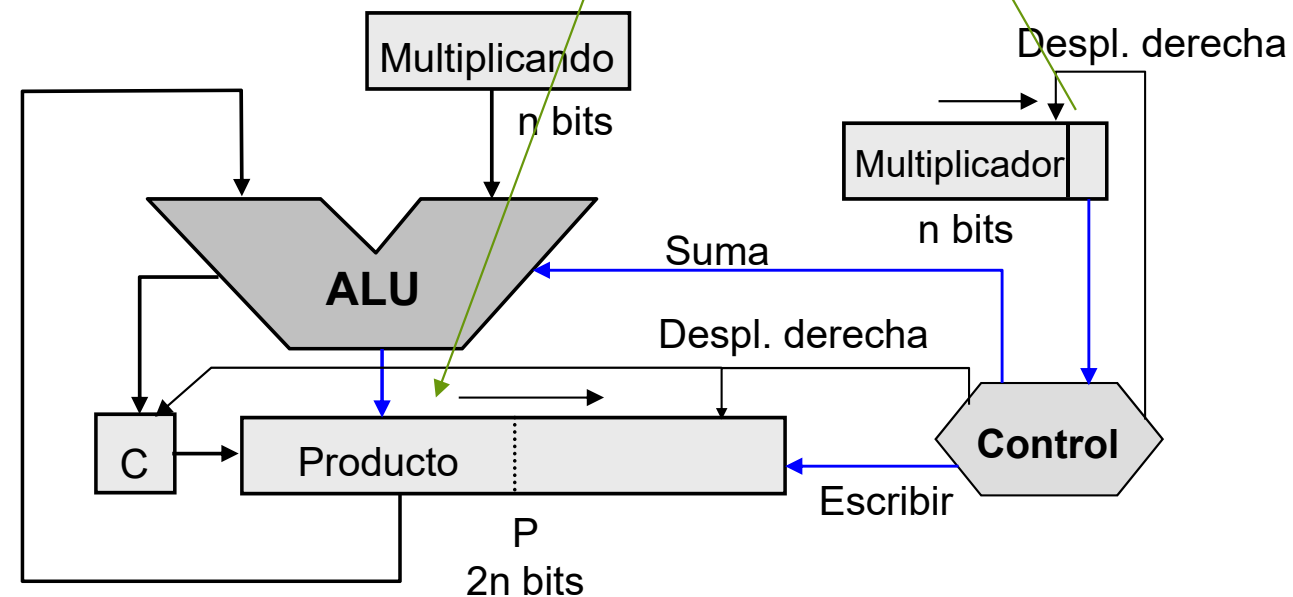 Despl. derecha
Multiplicando
n bits
Multiplicador
n bits
Suma
ALU
Despl. derecha
Control
C
Producto
Escribir
P
2n bits